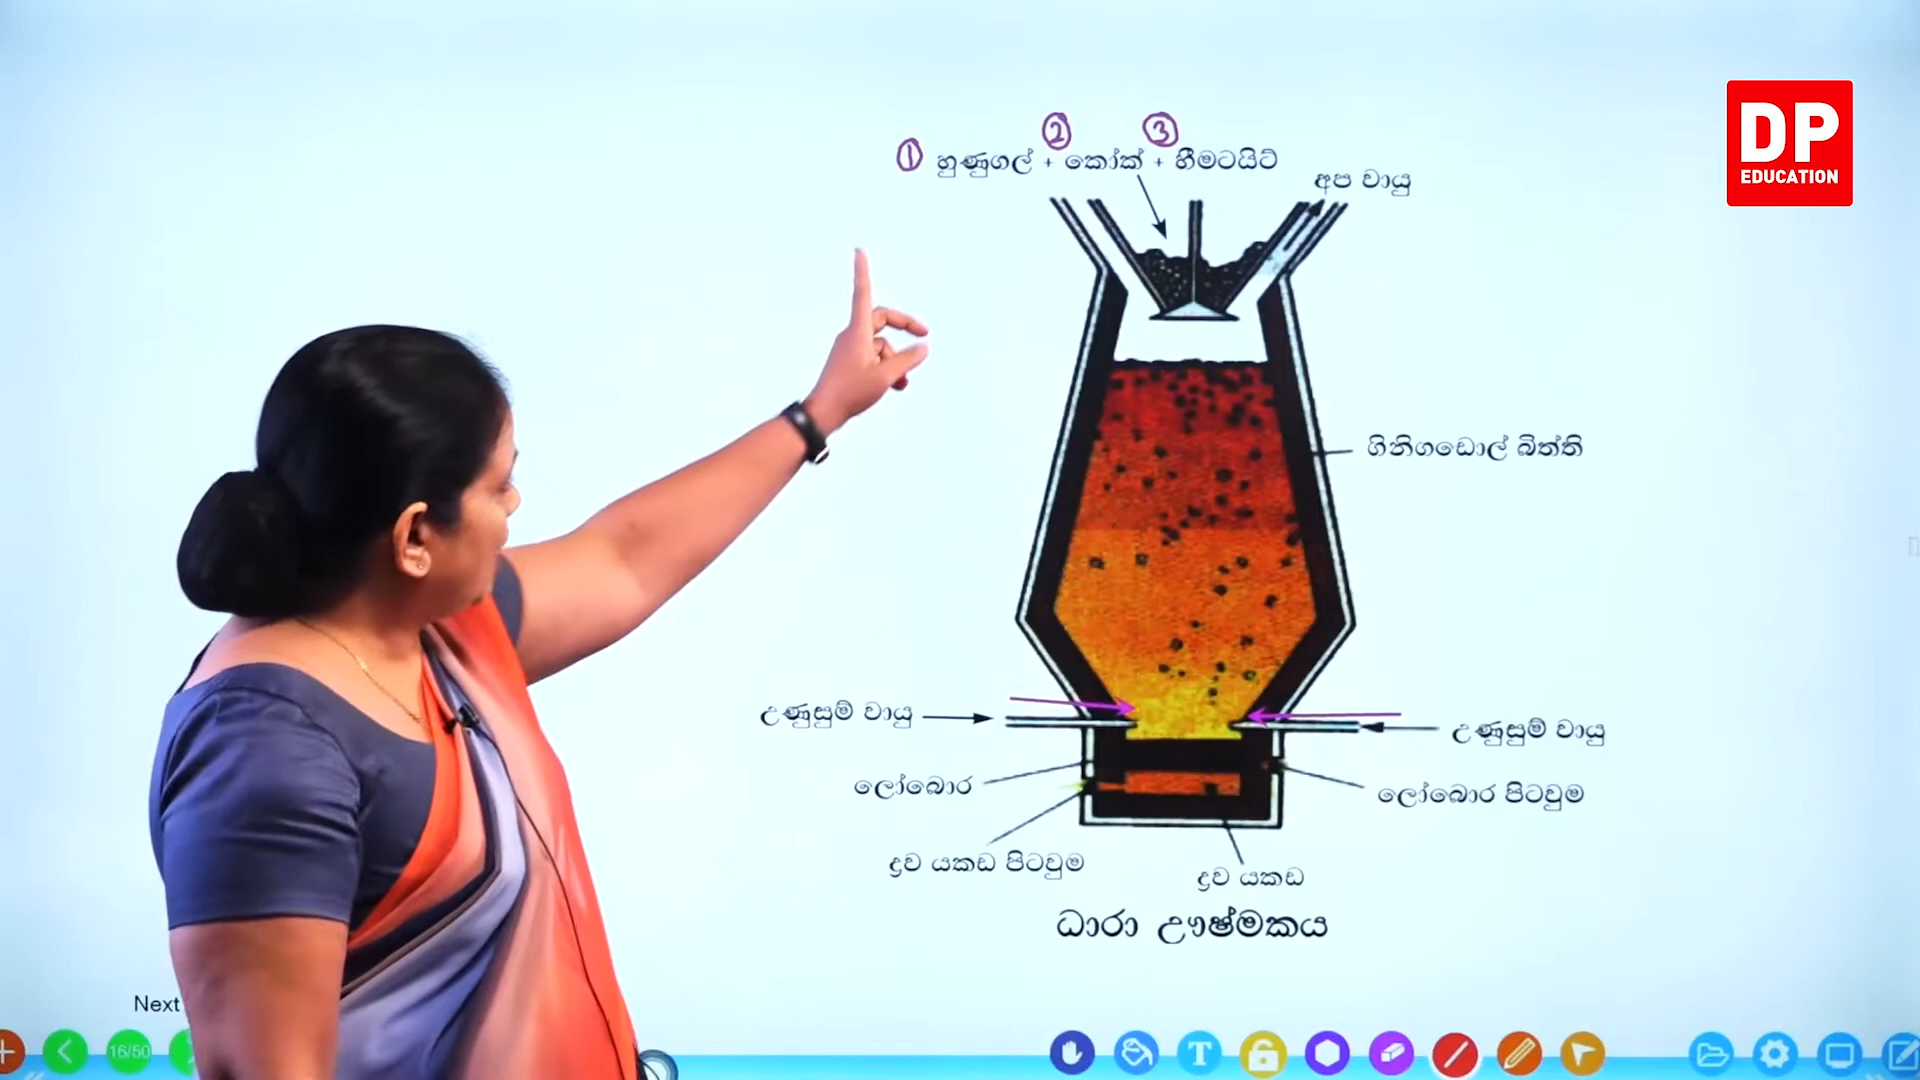 DP
EDUCATION
① ② ③
හුණුගල් + කෝක් + හීමටයිට්
අප වායු
ගිනිගඩොල් බිත්ති
උණුසුම් වායු
උණුසුම් වායු
ලෝබොර
ලෝබොර පිටවුම
ද්‍රව යකඩ පිටවුම
ද්‍රව යකඩ
ධාරා ඌෂ්මකය
Next
16/50
T